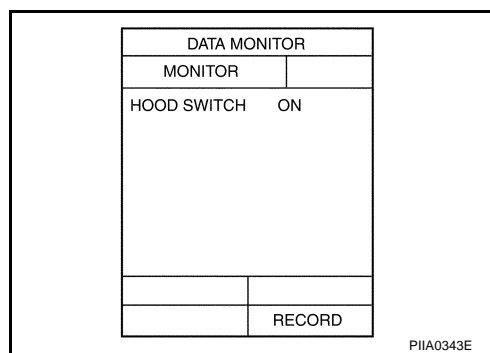 DATA MONITOR
MONITOR
HOOD SWITCH ON
RECORD
PIIA0343E